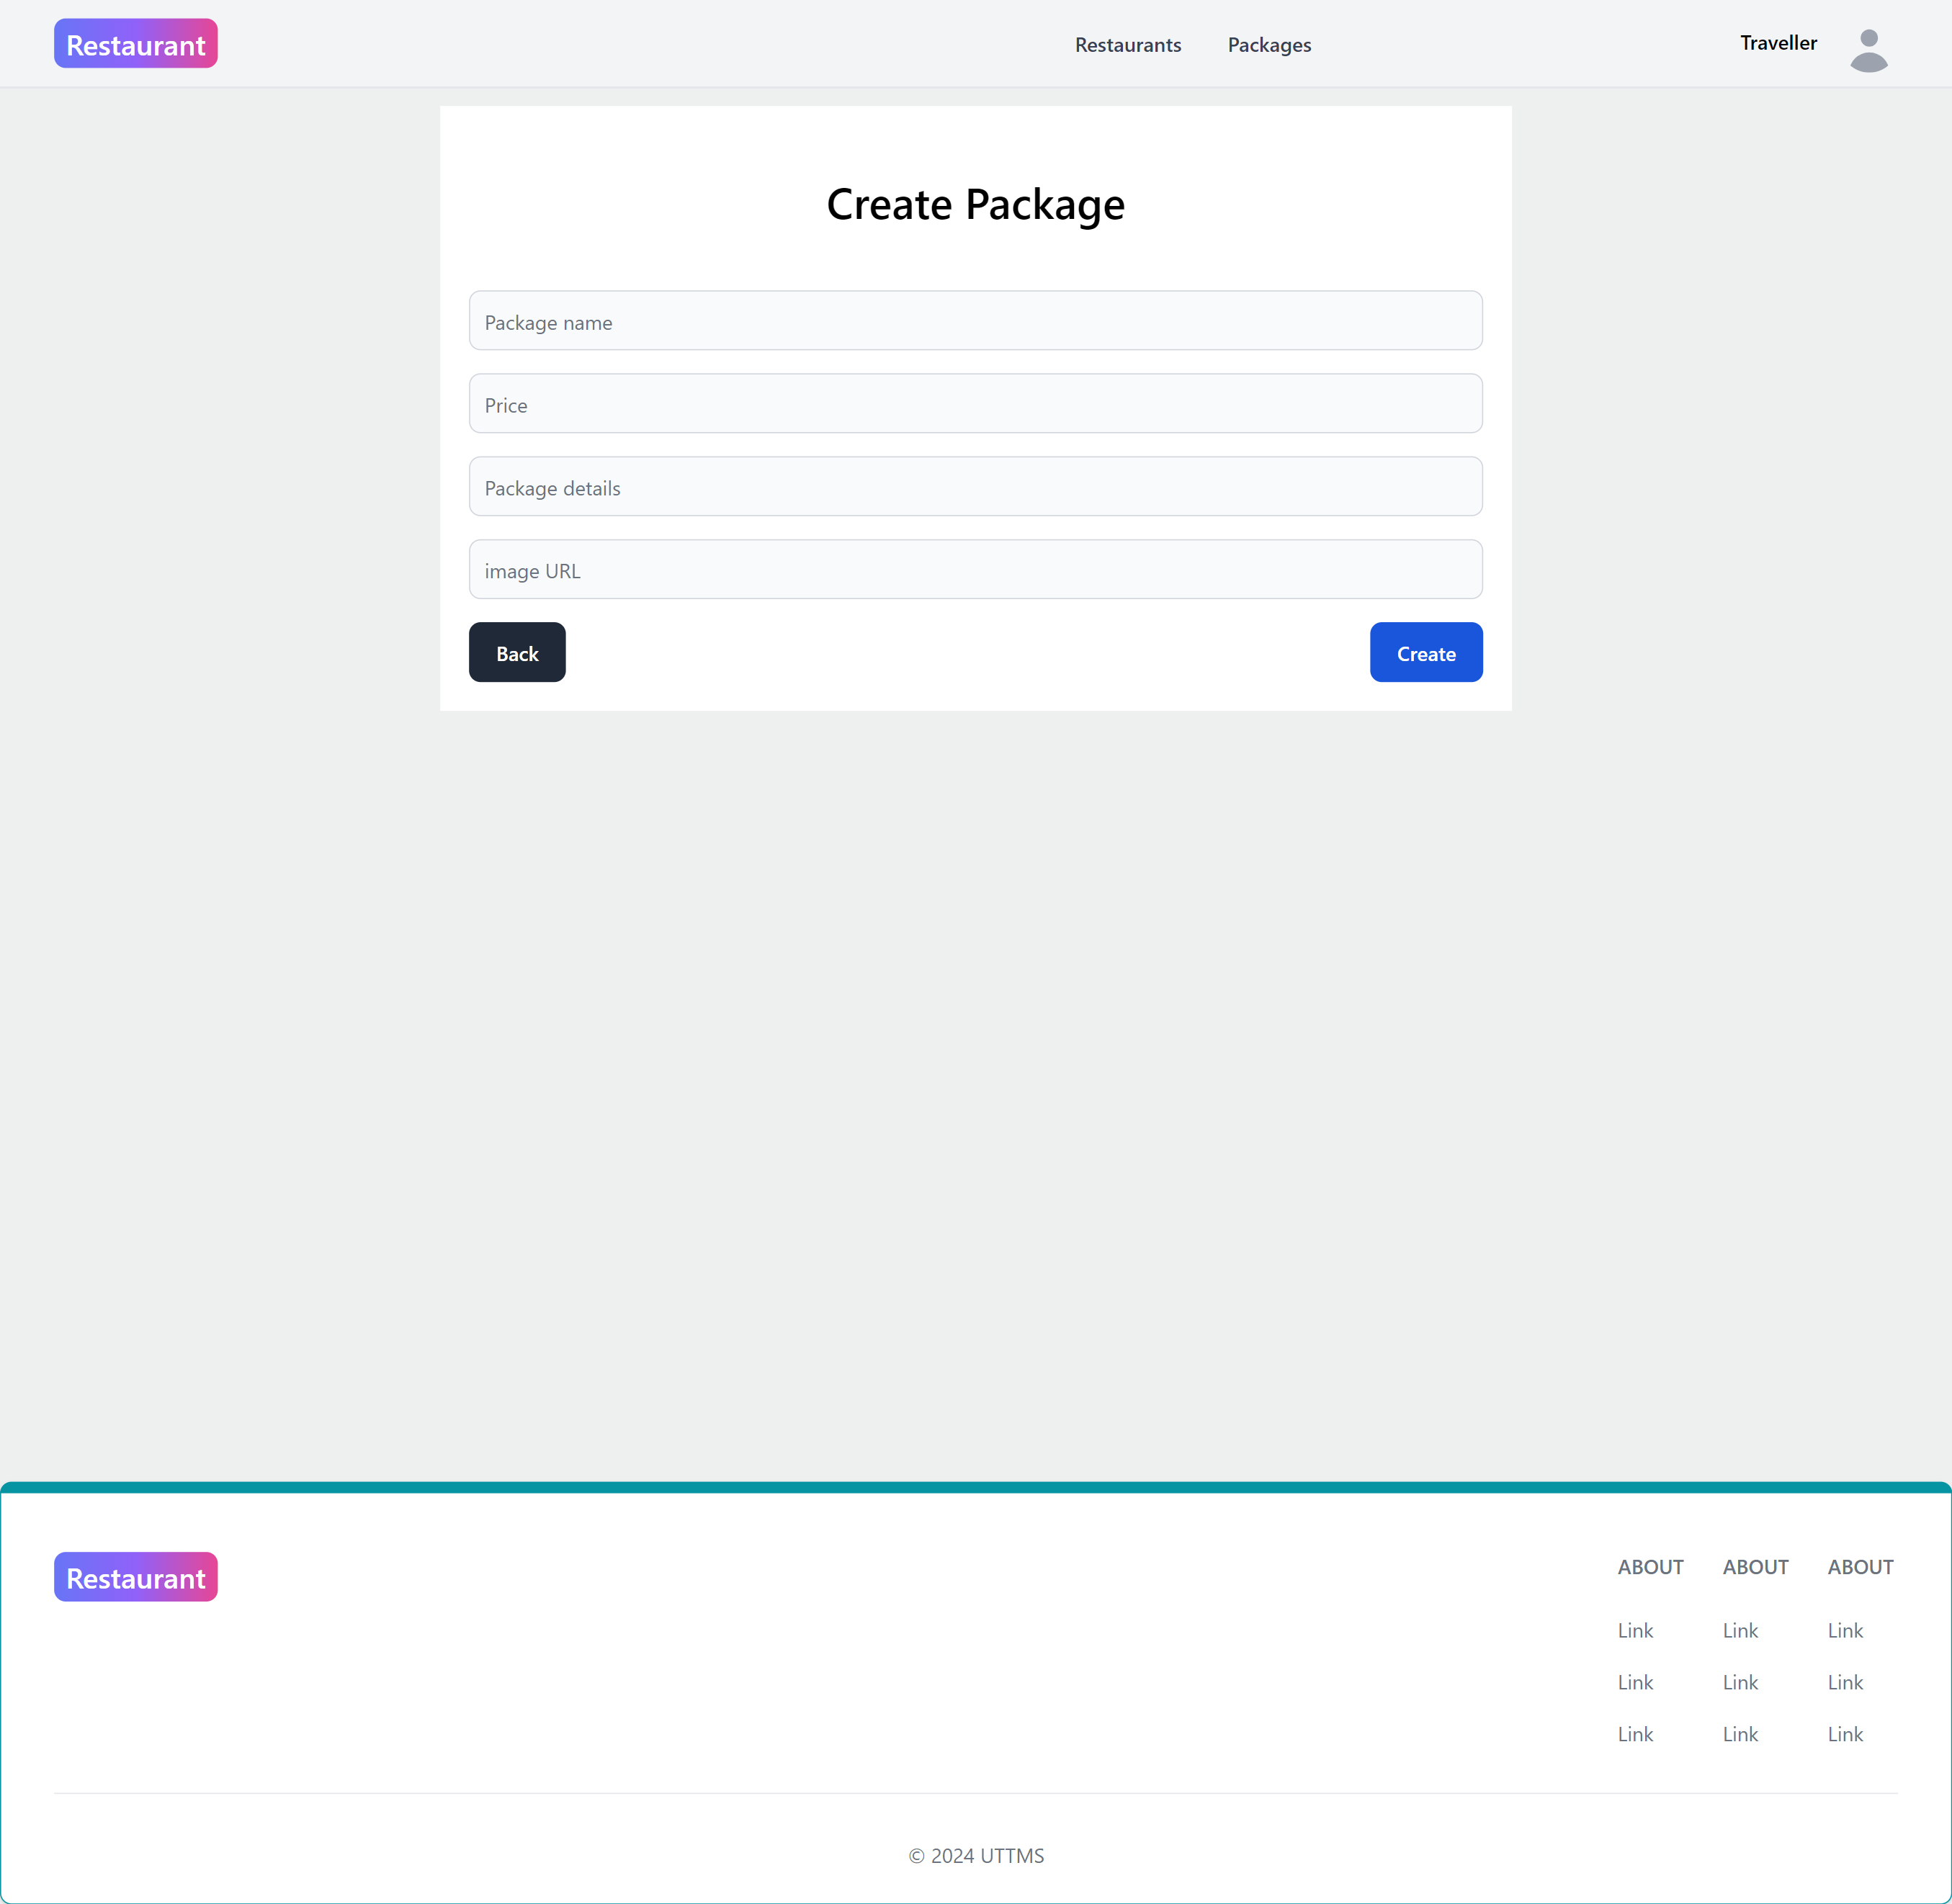 Restaurant
Restaurants Packages
Traveller
Create Package
Package name
Price
Package details
image URL
Back
Create
Restaurant
ABOUT ABOUT ABOUT
Link Link Link
Link Link Link
Link Link Link
© 2024 UTTMS